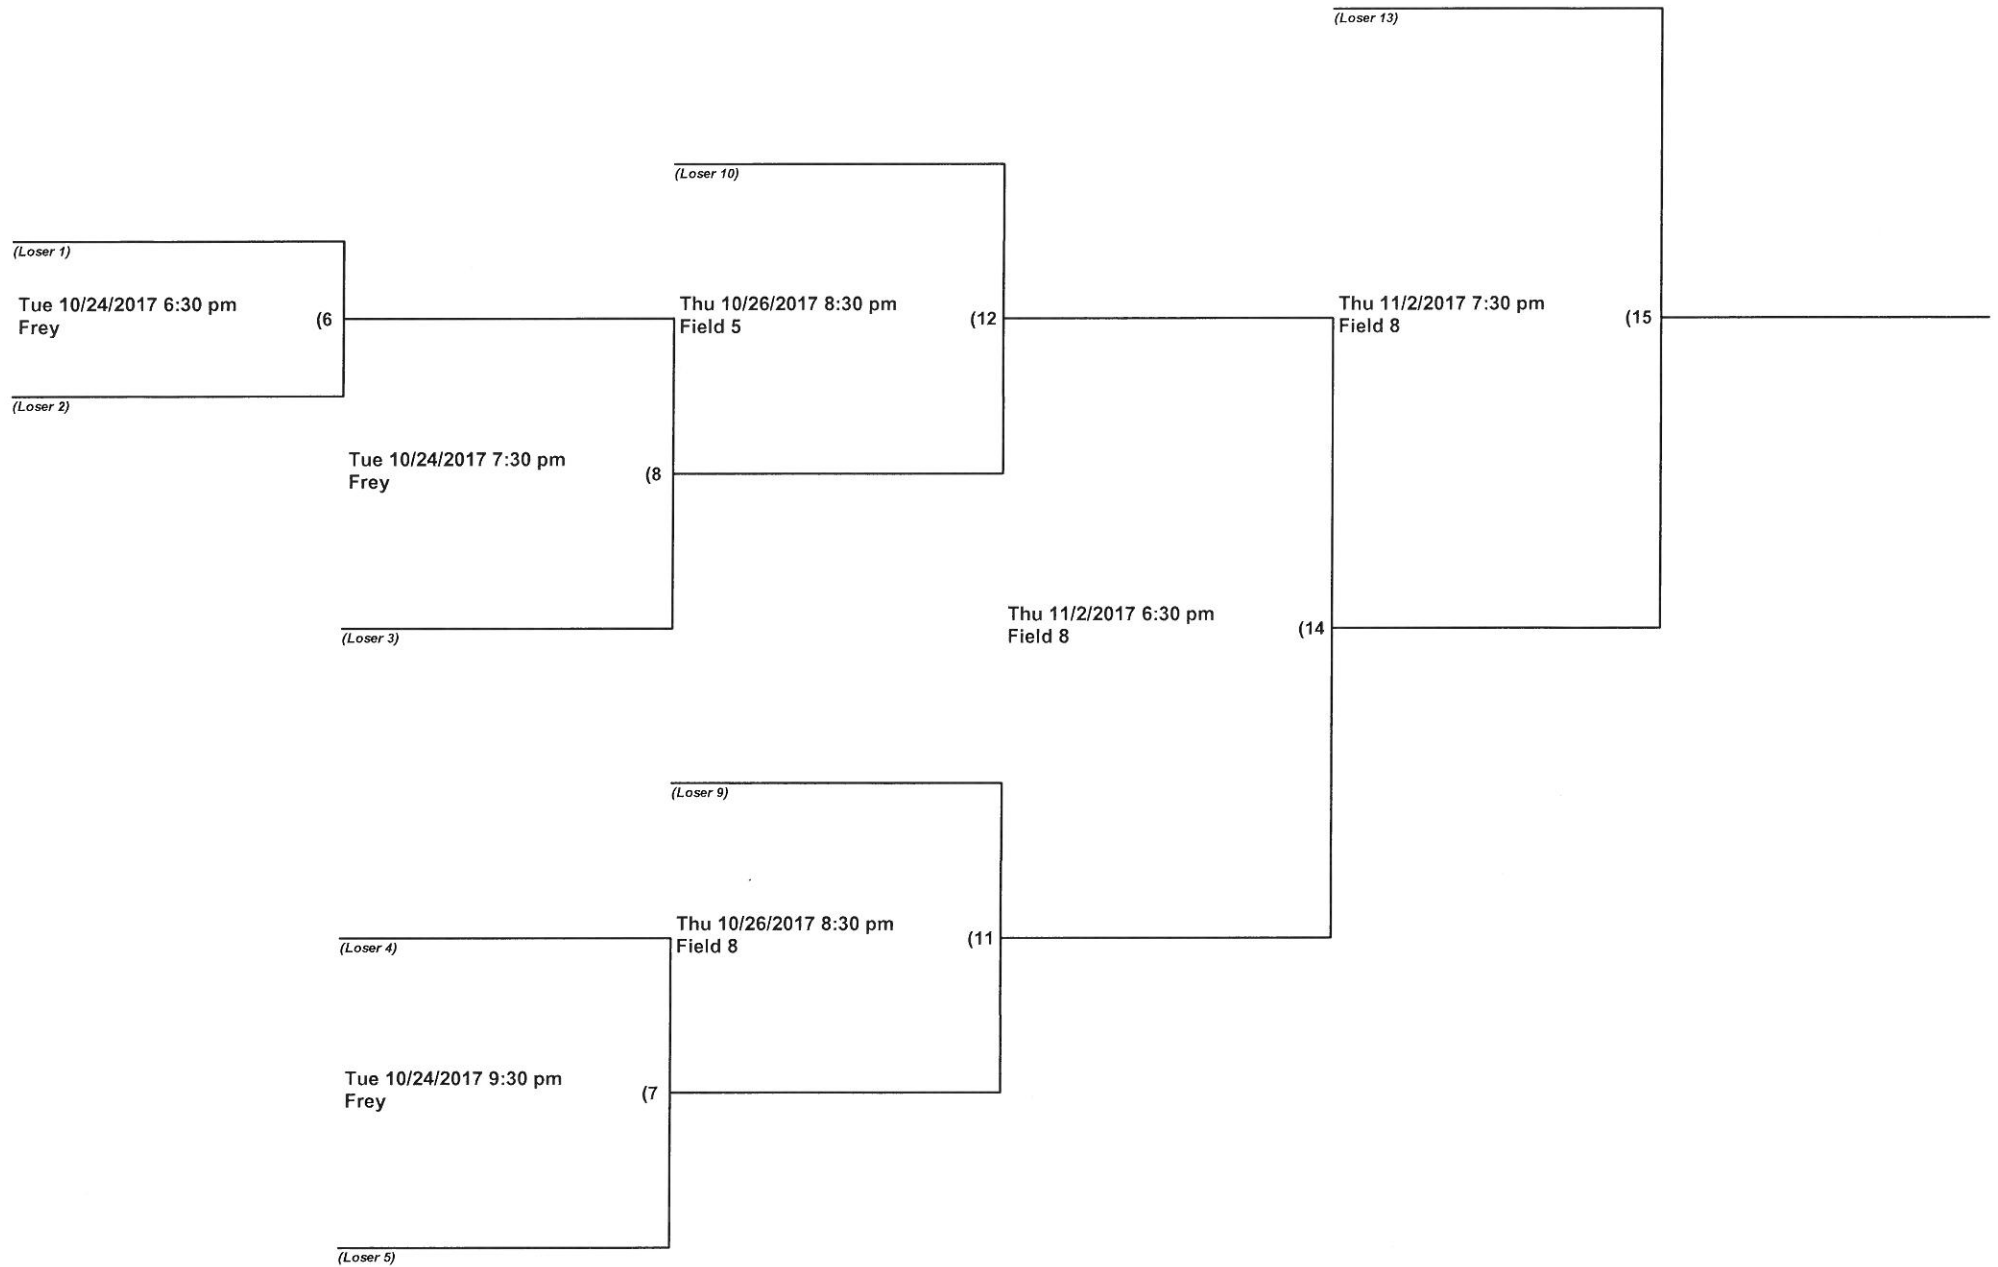 (Loser 13)
(Loser 10)
(Loser 1)
Tue 10/24/2017 6:30 pm
Frey
(6
Thu 10/26/2017 8:30 pm
Field 5
(12
Thu 11/2/2017 7:30 pm
Field 8
(15
(Loser 2)
Tue 10/24/2017 7:30 pm
Frey
(8
(Loser 3)
Thu 11/2/2017 6:30 pm
Field 8
(14
(Loser 9)
(Loser 4)
Thu 10/26/2017 8:30 pm
Field 8
(11
Tue 10/24/2017 9:30 pm
Frey
(7
(Loser 5)